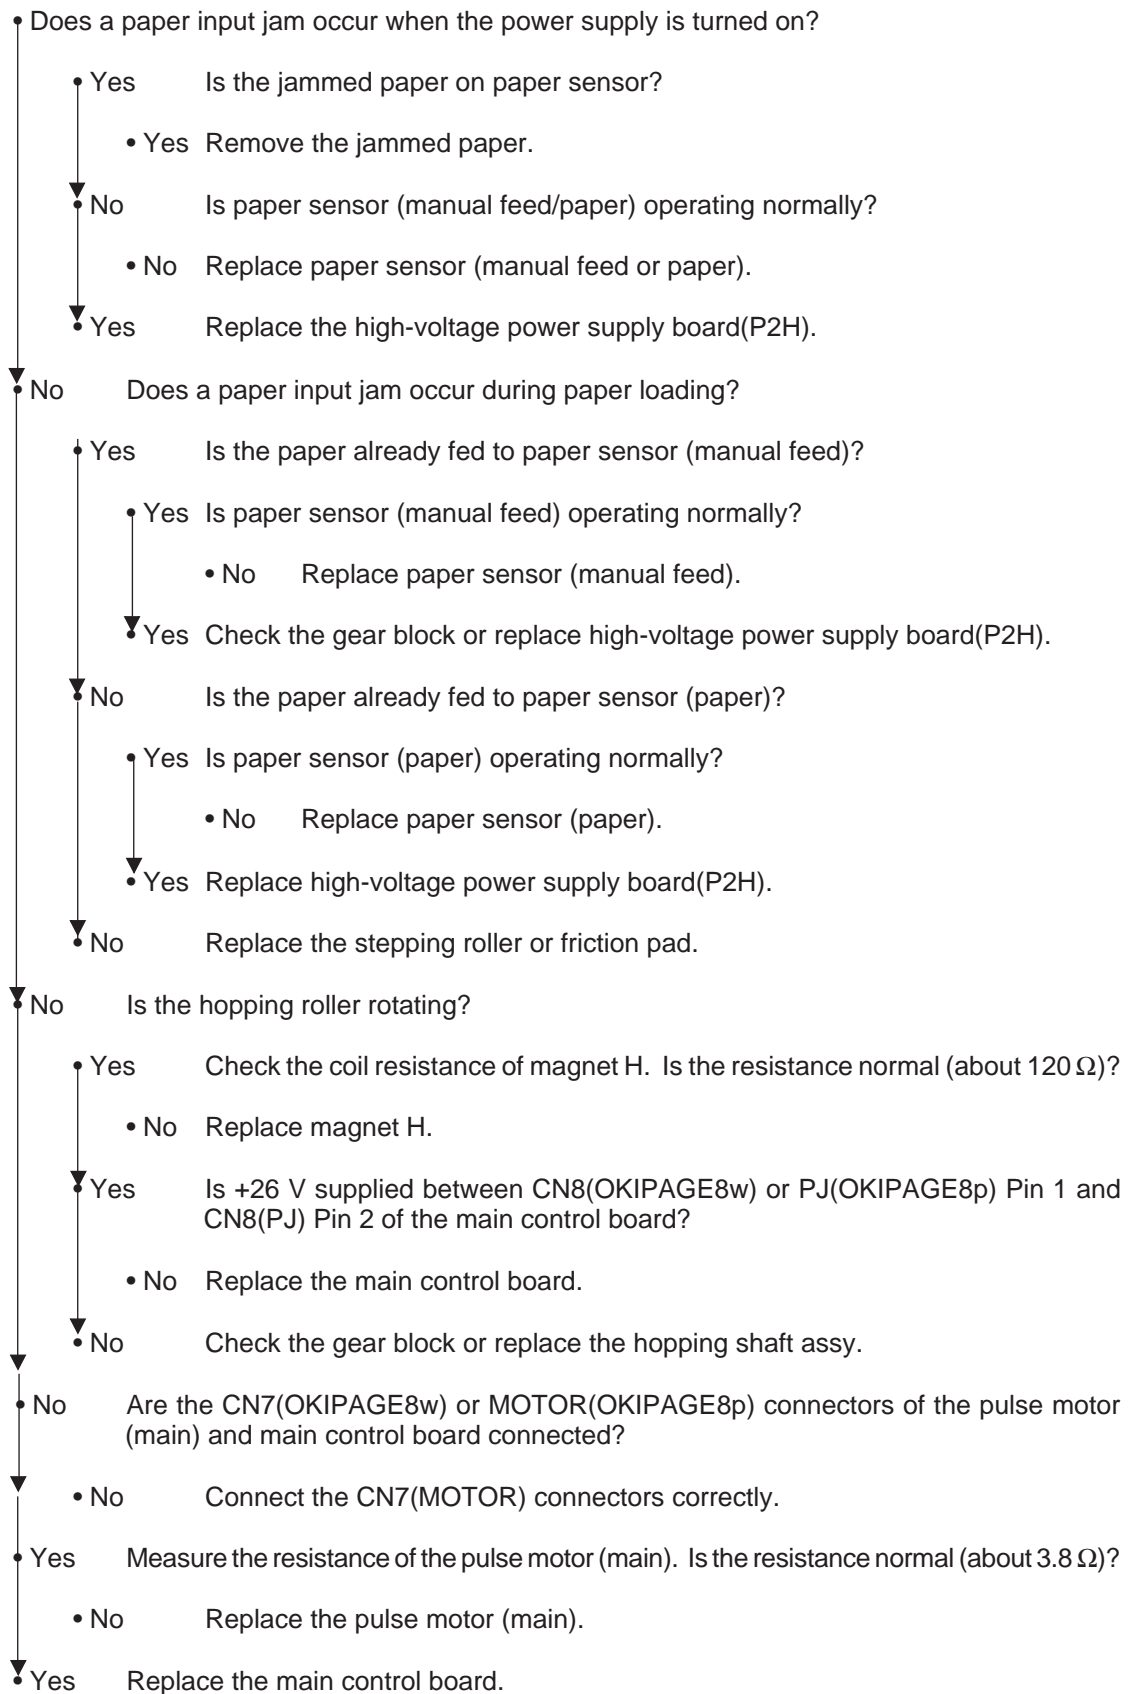 • Does a paper input jam occur when the power supply is turned on?
• Yes Is the jammed paper on paper sensor?
• Yes Remove the jammed paper.
• No Is paper sensor (manual feed/paper) operating normally?
• No Replace paper sensor (manual feed or paper).
• Yes Replace the high-voltage power supply board(P2H).
• No Does a paper input jam occur during paper loading?
• Yes Is the paper already fed to paper sensor (manual feed)?
• Yes Is paper sensor (manual feed) operating normally?
• No Replace paper sensor (manual feed).
• Yes Check the gear block or replace high-voltage power supply board(P2H).
• No Is the paper already fed to paper sensor (paper)?
• Yes Is paper sensor (paper) operating normally?
• No Replace paper sensor (paper).
• Yes Replace high-voltage power supply board(P2H).
• No Replace the stepping roller or friction pad.
• No Is the hopping roller rotating?
• Yes Check the coil resistance of magnet H. Is the resistance normal (about 120 Ω)?
• No Replace magnet H.
• Yes Is +26 V supplied between CN8(OKIPAGE8w) or PJ(OKIPAGE8p) Pin 1 and
CN8(PJ) Pin 2 of the main control board?
• No Replace the main control board.
• No Check the gear block or replace the hopping shaft assy.
• No Are the CN7(OKIPAGE8w) or MOTOR(OKIPAGE8p) connectors of the pulse motor
(main) and main control board connected?
• No Connect the CN7(MOTOR) connectors correctly.
• Yes Measure the resistance of the pulse motor (main). Is the resistance normal (about 3.8 Ω)?
• No Replace the pulse motor (main).
• Yes Replace the main control board.